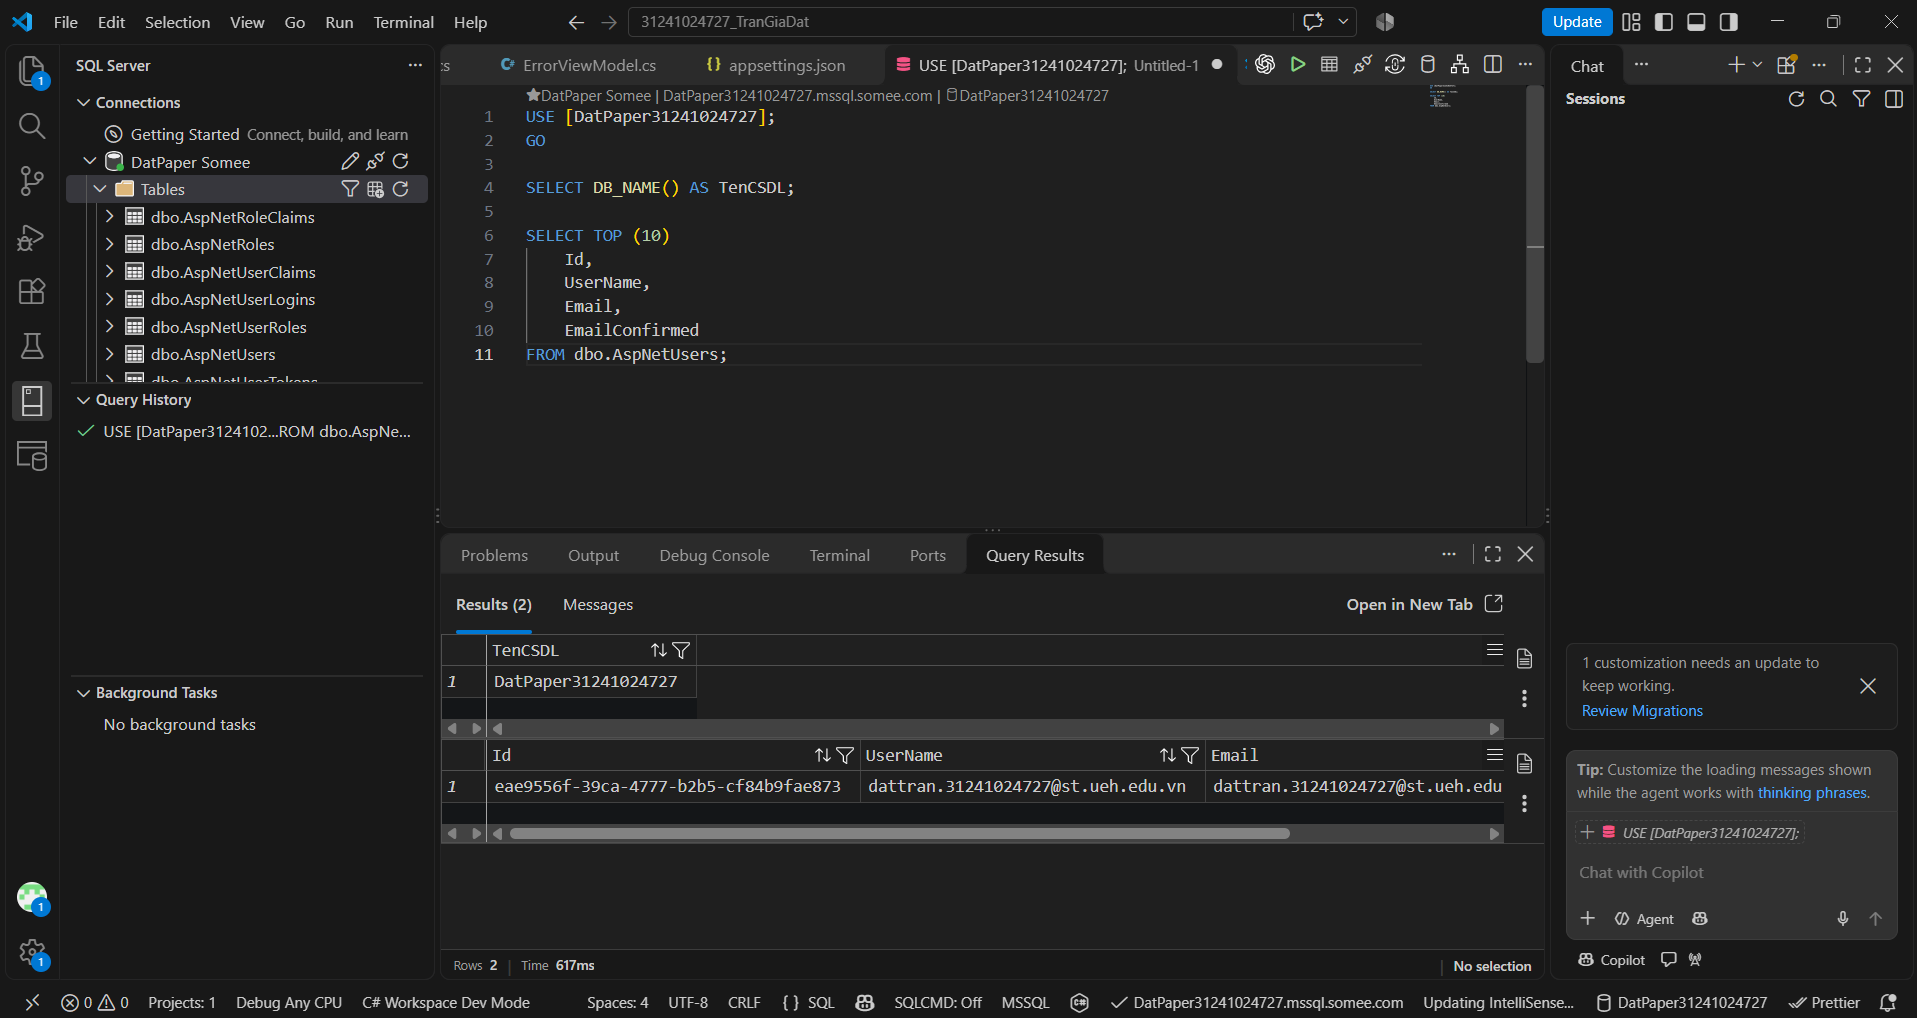 File Edit Selection View Go Run Terminal Help
31241024727_TranGiaDat
Update
SQL Server
Connections
Getting Started Connect, build, and learn
DatPaper Somee
Tables
dbo.AspNetRoleClaims
dbo.AspNetRoles
dbo.AspNetUserClaims
dbo.AspNetUserLogins
dbo.AspNetUserRoles
dbo.AspNetUsers
dbo.AspNetUserTokens
Query History
USE [DatPaper3124102...ROM dbo.AspNe...
Background Tasks
No background tasks
cs ErrorViewModel.cs appsettings.json USE [DatPaper31241024727]; Untitled-1
DatPaper Somee | DatPaper31241024727.mssql.somee.com | DatPaper31241024727
1 USE [DatPaper31241024727];
2 GO
3
4 SELECT DB_NAME() AS TenCSDL;
5
6 SELECT TOP (10)
7 Id,
8 UserName,
9 Email,
10 EmailConfirmed
11 FROM dbo.AspNetUsers;
Problems Output Debug Console Terminal Ports Query Results
Results (2) Messages Open in New Tab
TenCSDL
1 DatPaper31241024727
Id UserName Email
1 eae9556f-39ca-4777-b2b5-cf84b9fae873 dattran.31241024727@st.ueh.edu.vn dattran.31241024727@st.ueh.edu
Rows 2 | Time 617ms No selection
Chat
Sessions
1 customization needs an update to
keep working.
Review Migrations
Tip: Customize the loading messages shown
while the agent works with thinking phrases.
USE [DatPaper31241024727];
Chat with Copilot
Agent
Copilot
1
1
1
0 0 Projects: 1 Debug Any CPU C# Workspace Dev Mode Spaces: 4 UTF-8 CRLF { } SQL SQLCMD: Off MSSQL DatPaper31241024727.mssql.somee.com Updating IntelliSense... DatPaper31241024727 Prettier